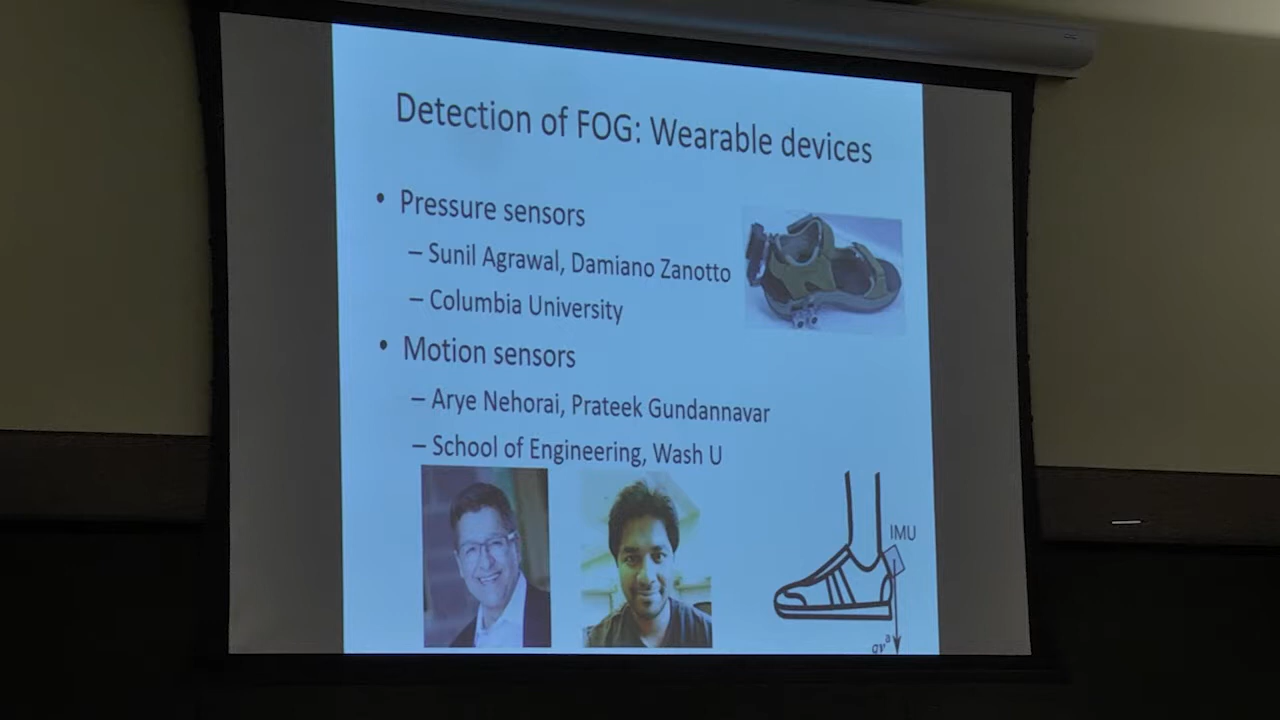 Detection of FOG: Wearable devices
• Pressure sensors
– Sunil Agrawal, Damiano Zanotto
– Columbia University
• Motion sensors
– Arye Nehorai, Prateek Gundannavar
– School of Engineering, Wash U
IMU
gvª